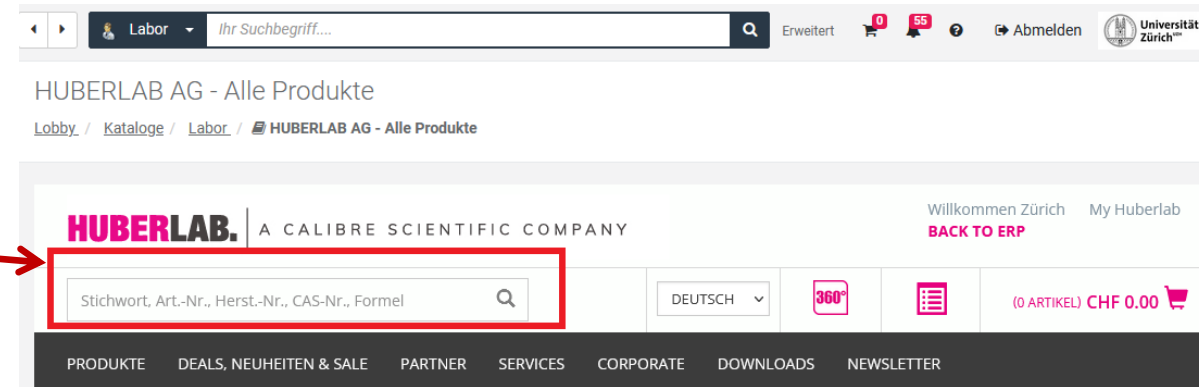 Labor Ihr Suchbegriff.... Erweitert 0 55 Abmelden Universität
Zürich UZH
HUBERLAB AG - Alle Produkte
Lobby / Kataloge / Labor / HUBERLAB AG - Alle Produkte
Willkommen Zürich My Huberlab
HUBERLAB. A CALIBRE SCIENTIFIC COMPANY
BACK TO ERP
Stichwort, Art.-Nr., Herst.-Nr., CAS-Nr., Formel DEUTSCH 360° (0 ARTIKEL) CHF 0.00
PRODUKTE DEALS, NEUHEITEN & SALE PARTNER SERVICES CORPORATE DOWNLOADS NEWSLETTER